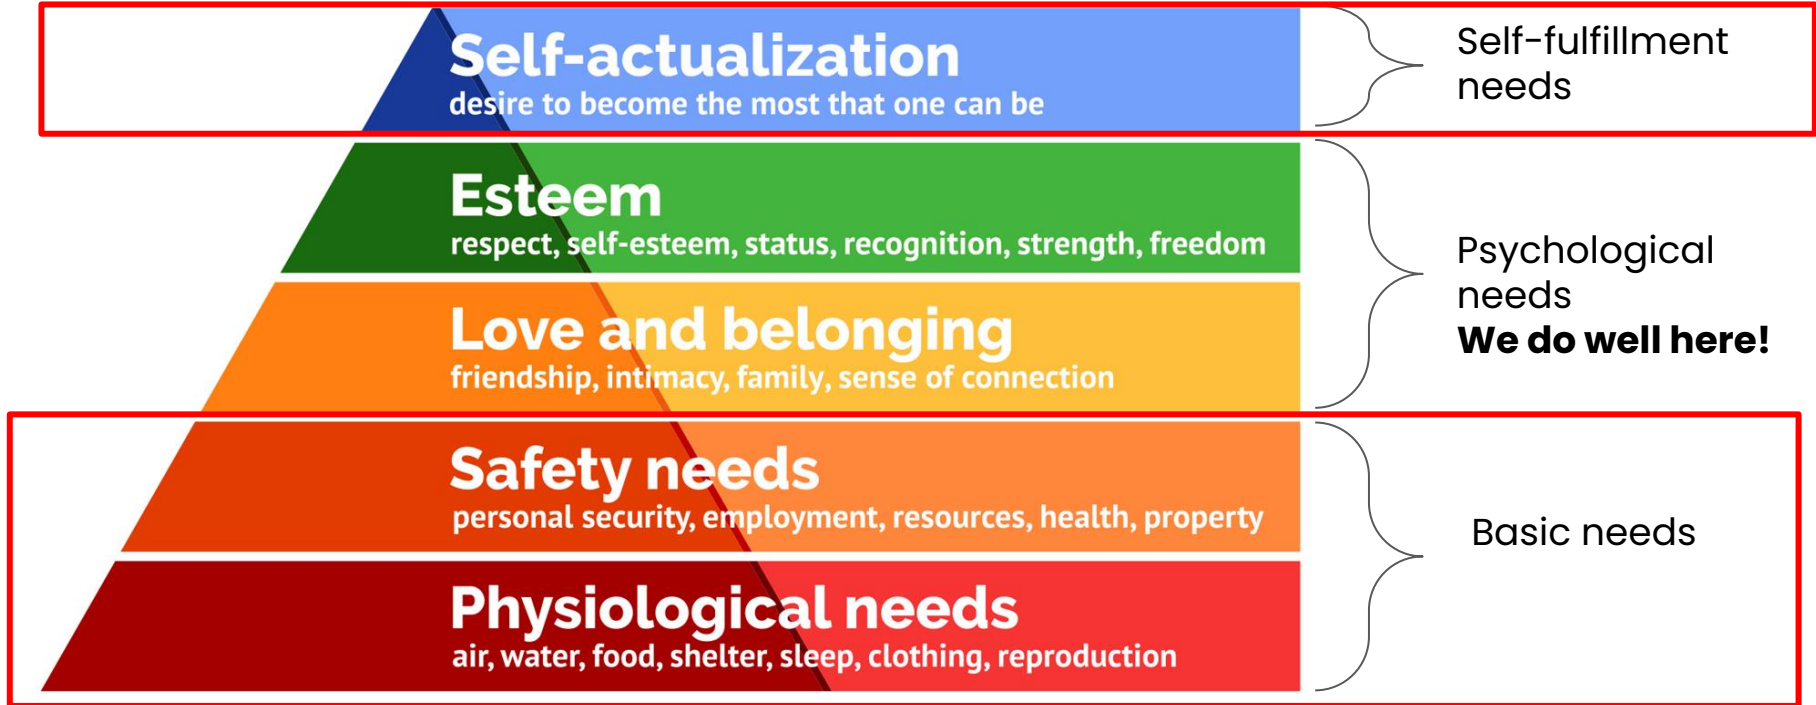 Self-actualization
desire to become the most that one can be
Self-fulfillment
needs
Esteem
respect, self-esteem, status, recognition, strength, freedom
Love and belonging
friendship, intimacy, family, sense of connection
Psychological
needs
We do well here!
Safety needs
personal security, employment, resources, health, property
Physiological needs
air, water, food, shelter, sleep, clothing, reproduction
Basic needs